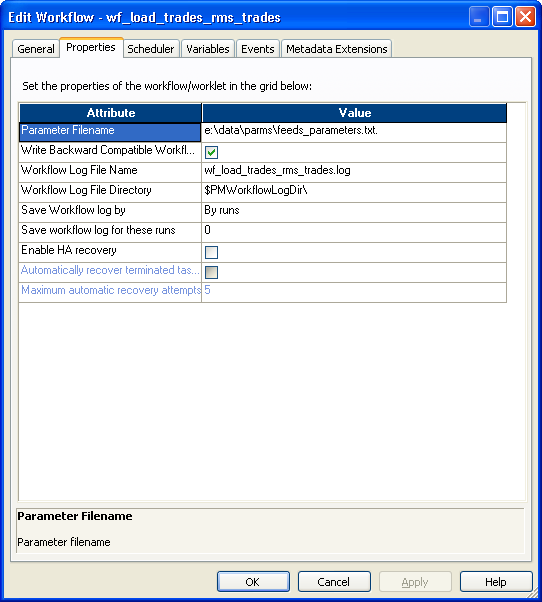 Edit Workflow - wf_load_trades_rms_trades
General Properties Scheduler Variables Events Metadata Extensions
Set the properties of the workflow/worklet in the grid below:
Attribute Value
Parameter Filename e:\data\parms\feeds_parameters.txt.
Write Backward Compatible Workfl...
Workflow Log File Name wf_load_trades_rms_trades.log
Workflow Log File Directory $PMWorkflowLogDir\
Save Workflow log by By runs
Save workflow log for these runs 0
Enable HA recovery
Automatically recover terminated tas...
Maximum automatic recovery attempts 5
Parameter Filename
Parameter filename
OK Cancel Apply Help